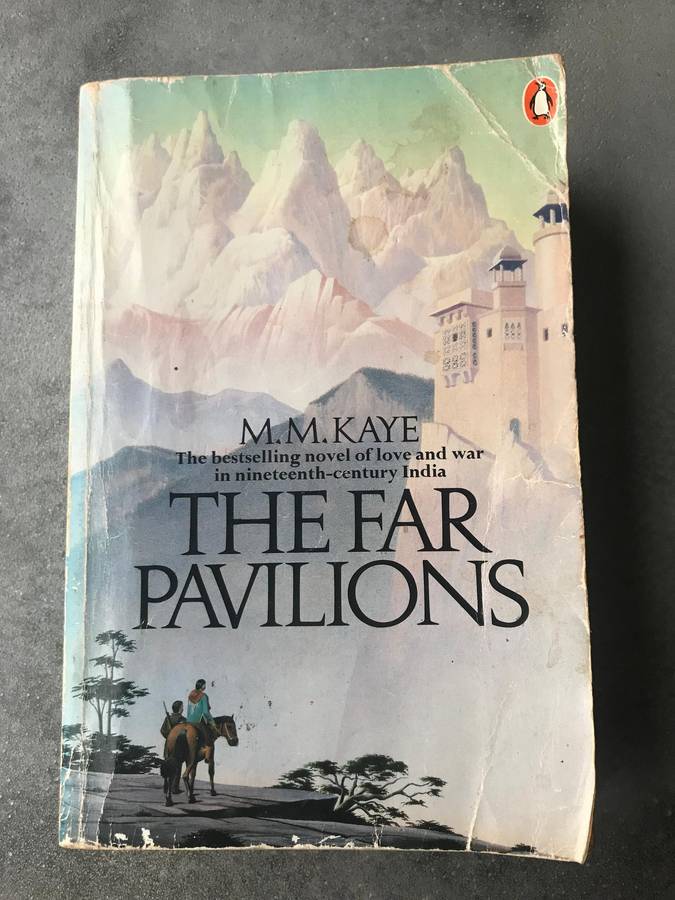 M.M.KAYE
The bestselling novel of love and war
in nineteenth-century India
THE FAR
PAVILIONS